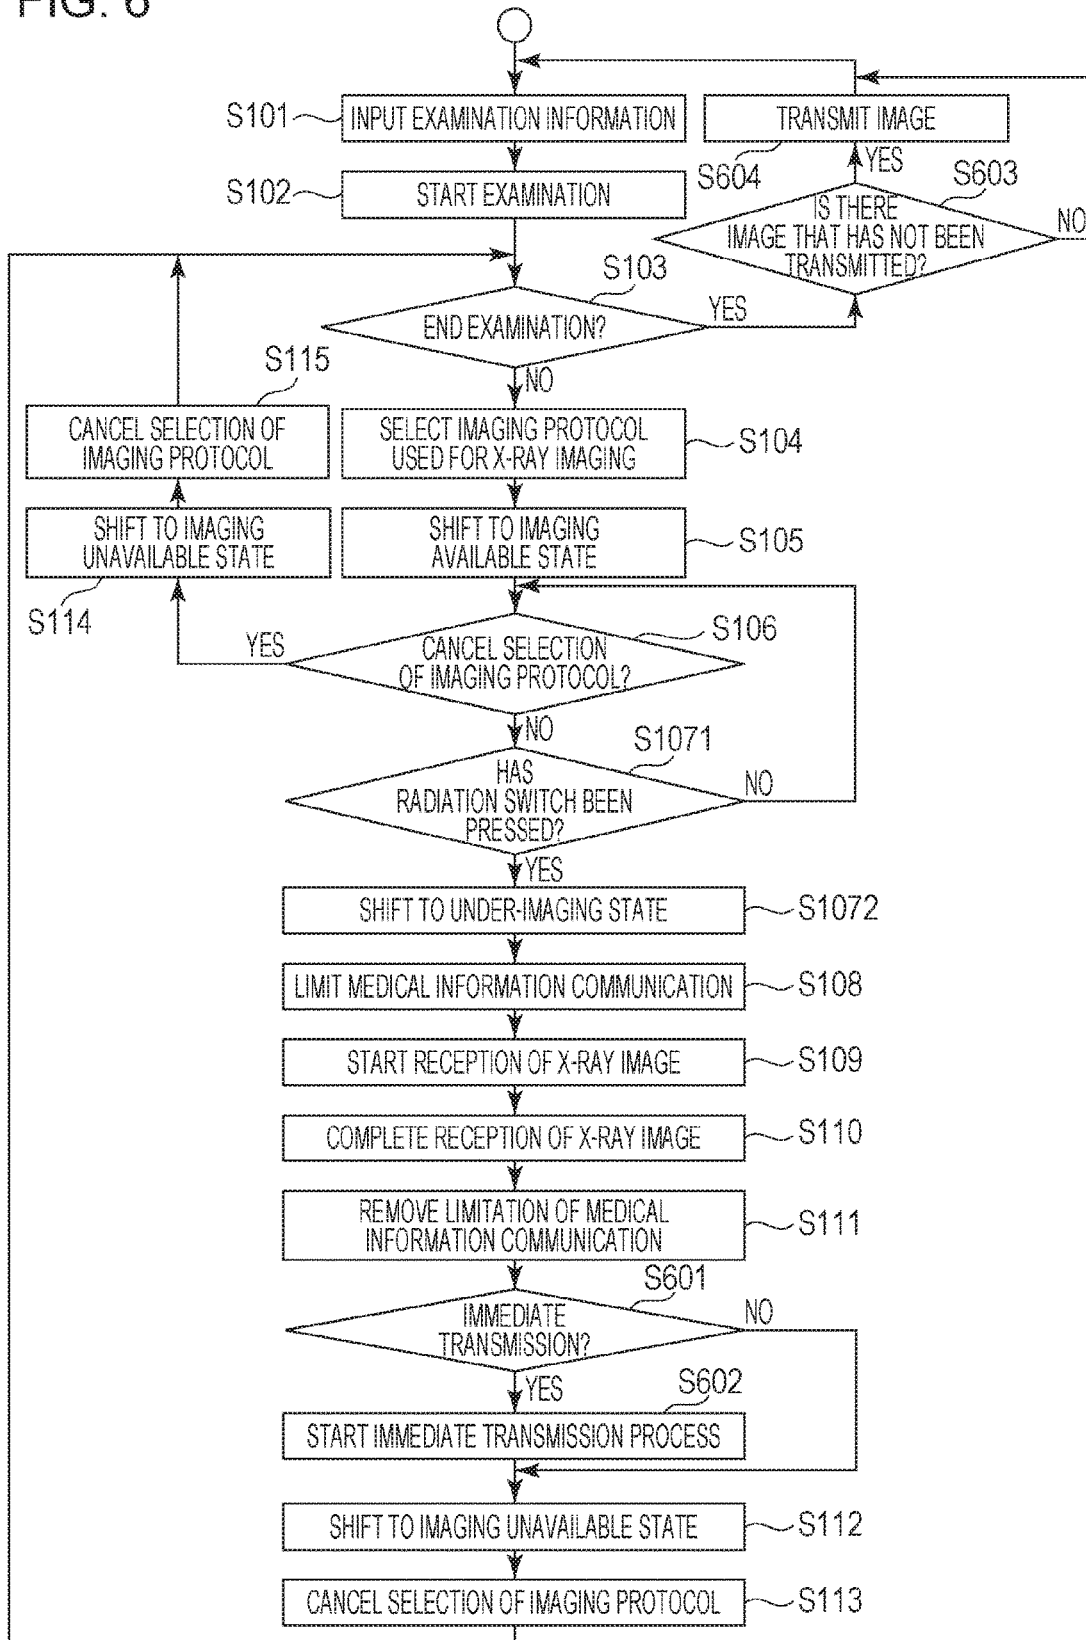 FIG. 6
S101
INPUT EXAMINATION INFORMATION
TRANSMIT IMAGE
S102
START EXAMINATION
S604
YES
S603
IS THERE
IMAGE THAT HAS NOT BEEN
TRANSMITTED?
NO
S103
END EXAMINATION?
YES
NO
S115
CANCEL SELECTION OF
IMAGING PROTOCOL
SELECT IMAGING PROTOCOL
USED FOR X-RAY IMAGING
S104
SHIFT TO IMAGING
UNAVAILABLE STATE
SHIFT TO IMAGING
AVAILABLE STATE
S105
S114
YES
S106
CANCEL SELECTION
OF IMAGING PROTOCOL?
NO
S1071
HAS
RADIATION SWITCH BEEN
PRESSED?
NO
YES
SHIFT TO UNDER-IMAGING STATE
S1072
LIMIT MEDICAL INFORMATION COMMUNICATION
S108
START RECEPTION OF X-RAY IMAGE
S109
COMPLETE RECEPTION OF X-RAY IMAGE
S110
REMOVE LIMITATION OF MEDICAL
INFORMATION COMMUNICATION
S111
S601
IMMEDIATE
TRANSMISSION?
NO
YES
S602
START IMMEDIATE TRANSMISSION PROCESS
SHIFT TO IMAGING UNAVAILABLE STATE
S112
CANCEL SELECTION OF IMAGING PROTOCOL
S113